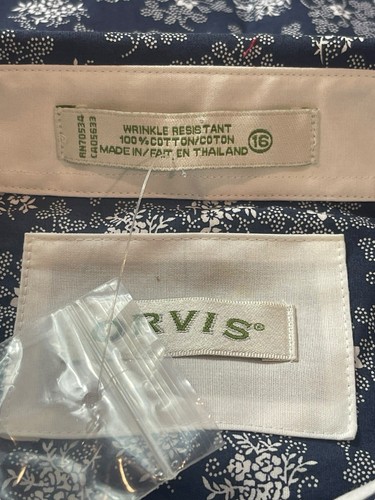 WRINKLE RESISTANT
100% COTTON/COTON
MADE IN/FAIT EN THAILAND
16
RN70534
CA05633
ORVIS®